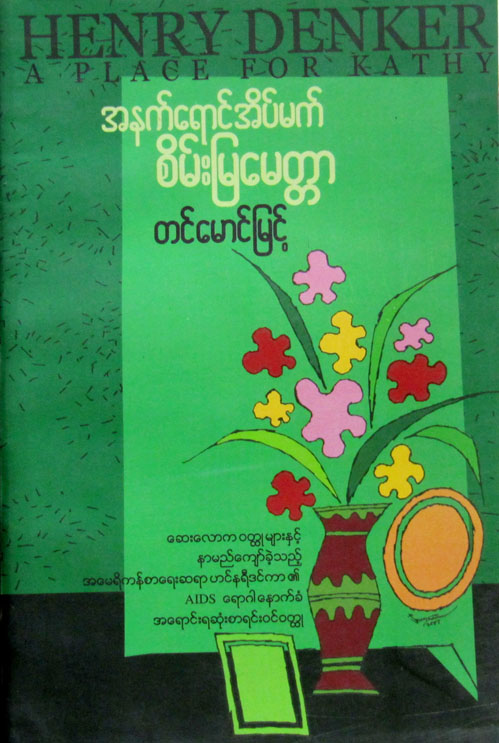 HENRY DENKER
A PLACE FOR KATHY
အနက်ရောင်အိပ်မက်
စိမ်းမြမေတ္တာ
တင်မောင်မြင့်
ဆေးလောက ဝတ္ထုများနှင့်
နာမည်ကျော်ခဲ့သည့်
အမေရိကန်စာရေးဆရာ ဟင်နရီဒင်ကာ ၏
AIDS ရောဂါနောက်ခံ
အရောင်းရဆုံးစာရင်းဝင်ဝတ္ထု